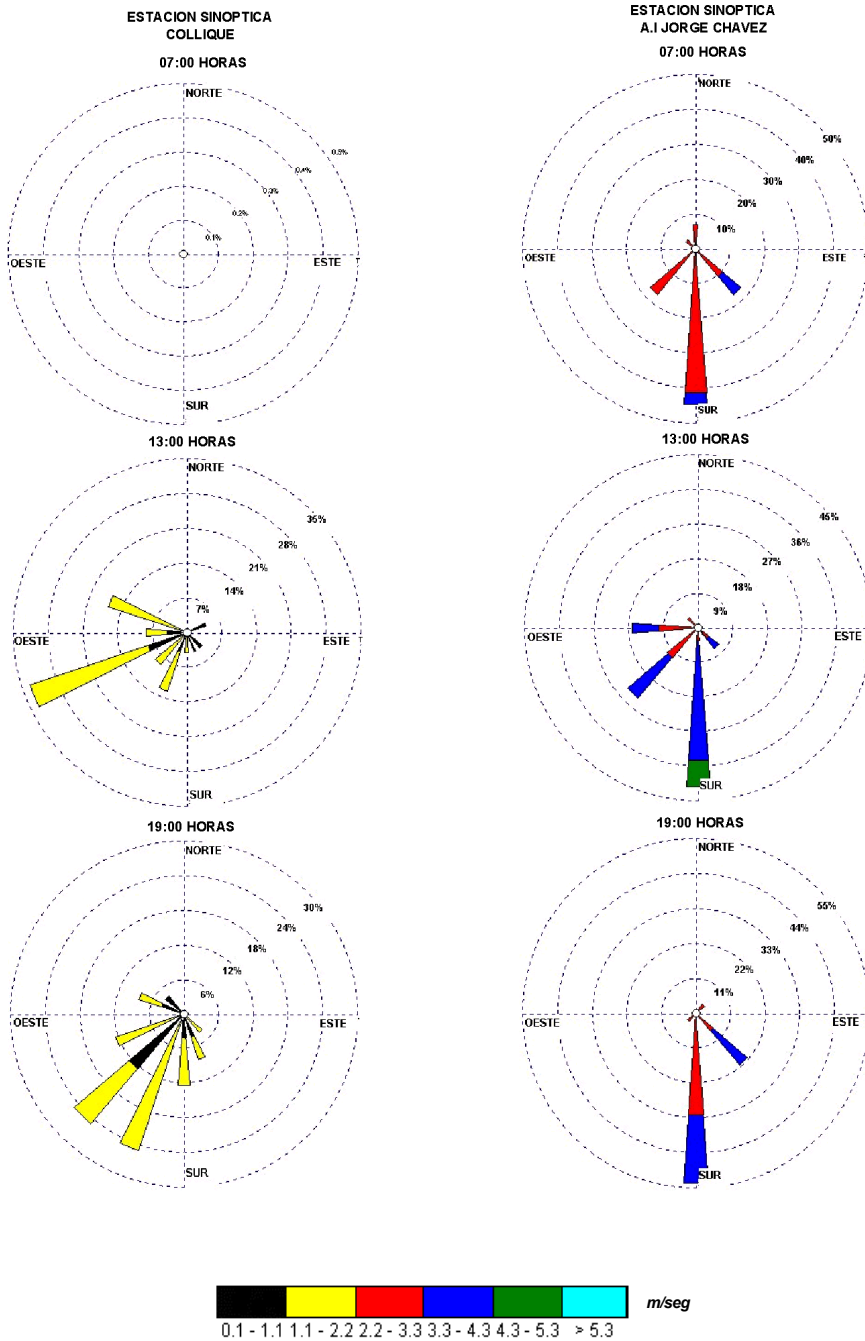 ESTACION SINOPTICA
COLLIQUE
07:00 HORAS
NORTE
0.5%
0.4%
0.3%
0.2%
0.1%
OESTE
ESTE
SUR
13:00 HORAS
NORTE
35%
28%
21%
14%
7%
OESTE
ESTE
SUR
19:00 HORAS
NORTE
30%
24%
18%
12%
6%
OESTE
ESTE
SUR
ESTACION SINOPTICA
A.I JORGE CHAVEZ
07:00 HORAS
NORTE
50%
40%
30%
20%
10%
OESTE
ESTE
SUR
13:00 HORAS
NORTE
45%
36%
27%
18%
9%
OESTE
ESTE
SUR
19:00 HORAS
NORTE
55%
44%
33%
22%
11%
OESTE
ESTE
SUR
m/seg
0.1 - 1.1 1.1 - 2.2 2.2 - 3.3 3.3 - 4.3 4.3 - 5.3 > 5.3